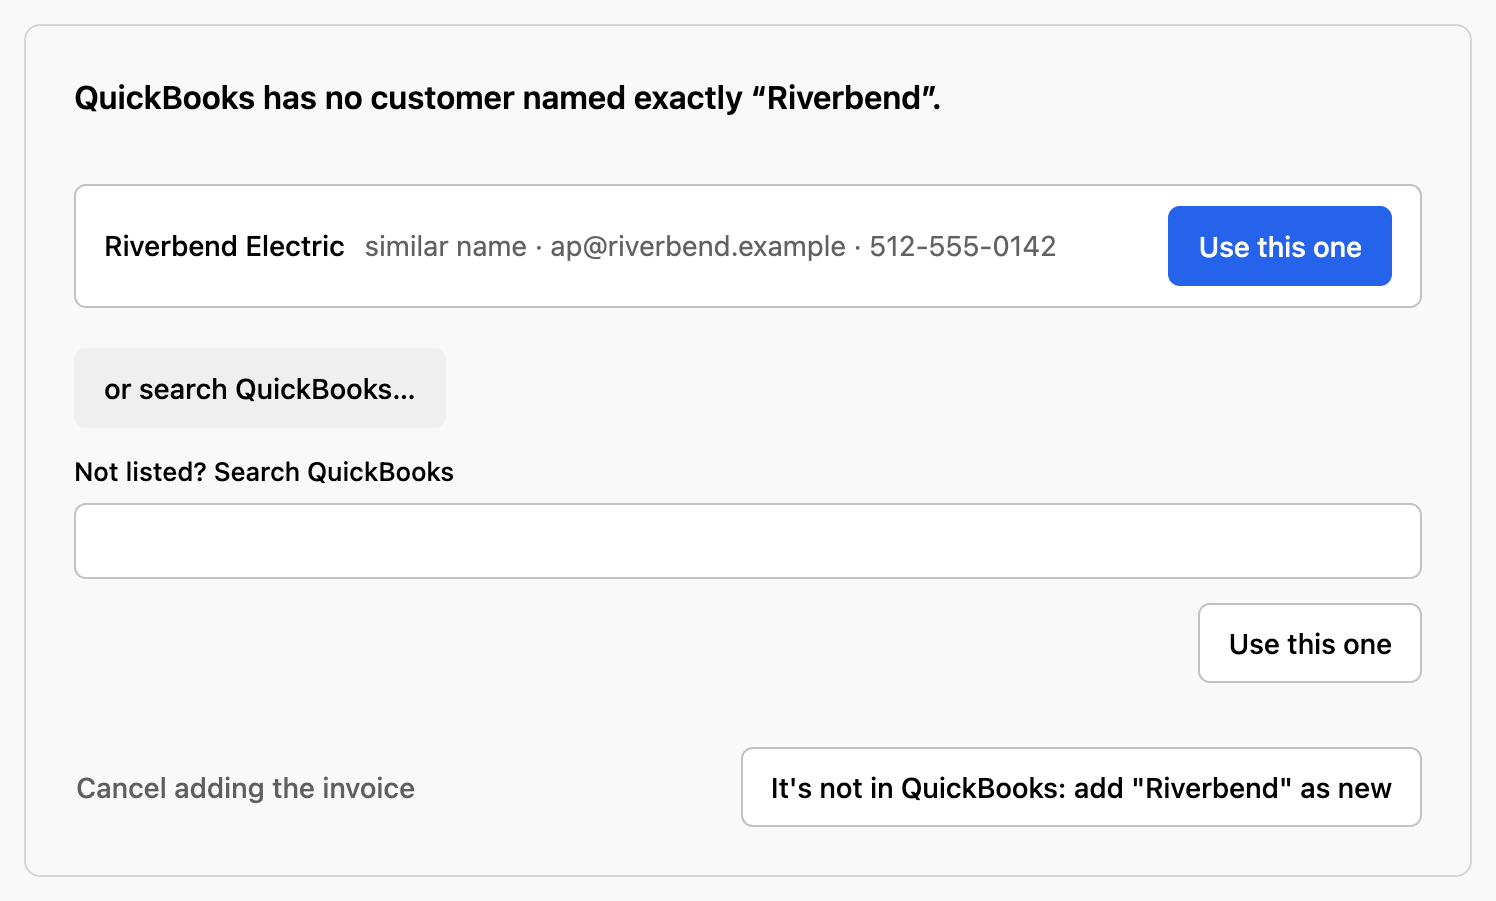 QuickBooks has no customer named exactly “Riverbend”.
Riverbend Electric similar name · ap@riverbend.example · 512-555-0142 Use this one
or search QuickBooks...
Not listed? Search QuickBooks
Use this one
Cancel adding the invoice It's not in QuickBooks: add "Riverbend" as new